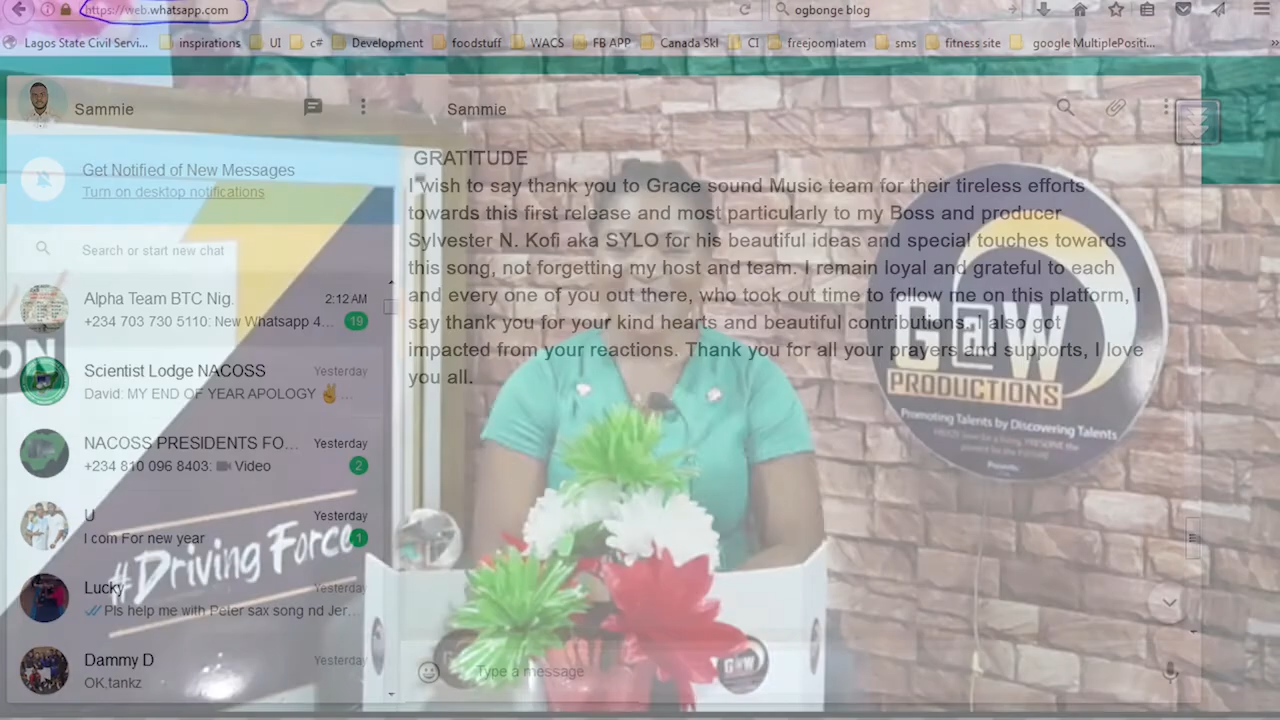 https://web.whatsapp.com
ogbonge blog
Lagos State Civil Servi...
inspirations
UI
c#
Development
foodstuff
WACS
FB APP
Canada Skl
CI
freejoomlatem
sms
fitness site
google MultiplePositi...
Sammie
Get Notified of New Messages
Turn on desktop notifications
Search or start new chat
Alpha Team BTC Nig.
2:12 AM
+234 703 730 5110: New Whatsapp 4...
19
Scientist Lodge NACOSS
Yesterday
David: MY END OF YEAR APOLOGY ✌...
NACOSS PRESIDENTS FO...
Yesterday
+234 810 096 8403: Video
2
U
Yesterday
I com For new year
1
Lucky
Yesterday
Pls help me with Peter sax song nd Jer...
Dammy D
Yesterday
OK,tankz
Sammie
GRATITUDE
I wish to say thank you to Grace sound Music team for their tireless efforts
towards this first release and most particularly to my Boss and producer
Sylvester N. Kofi aka SYLO for his beautiful ideas and special touches towards
this song, not forgetting my host and team. I remain loyal and grateful to each
and every one of you out there, who took out time to follow me on this platform, I
say thank you for your kind hearts and beautiful contributions. I also got
impacted from your reactions. Thank you for all your prayers and supports, I love
you all.
Type a message
ON
#Driving Force
G@W
PRODUCTIONS
Promoting Talents by Discovering Talents
G@W